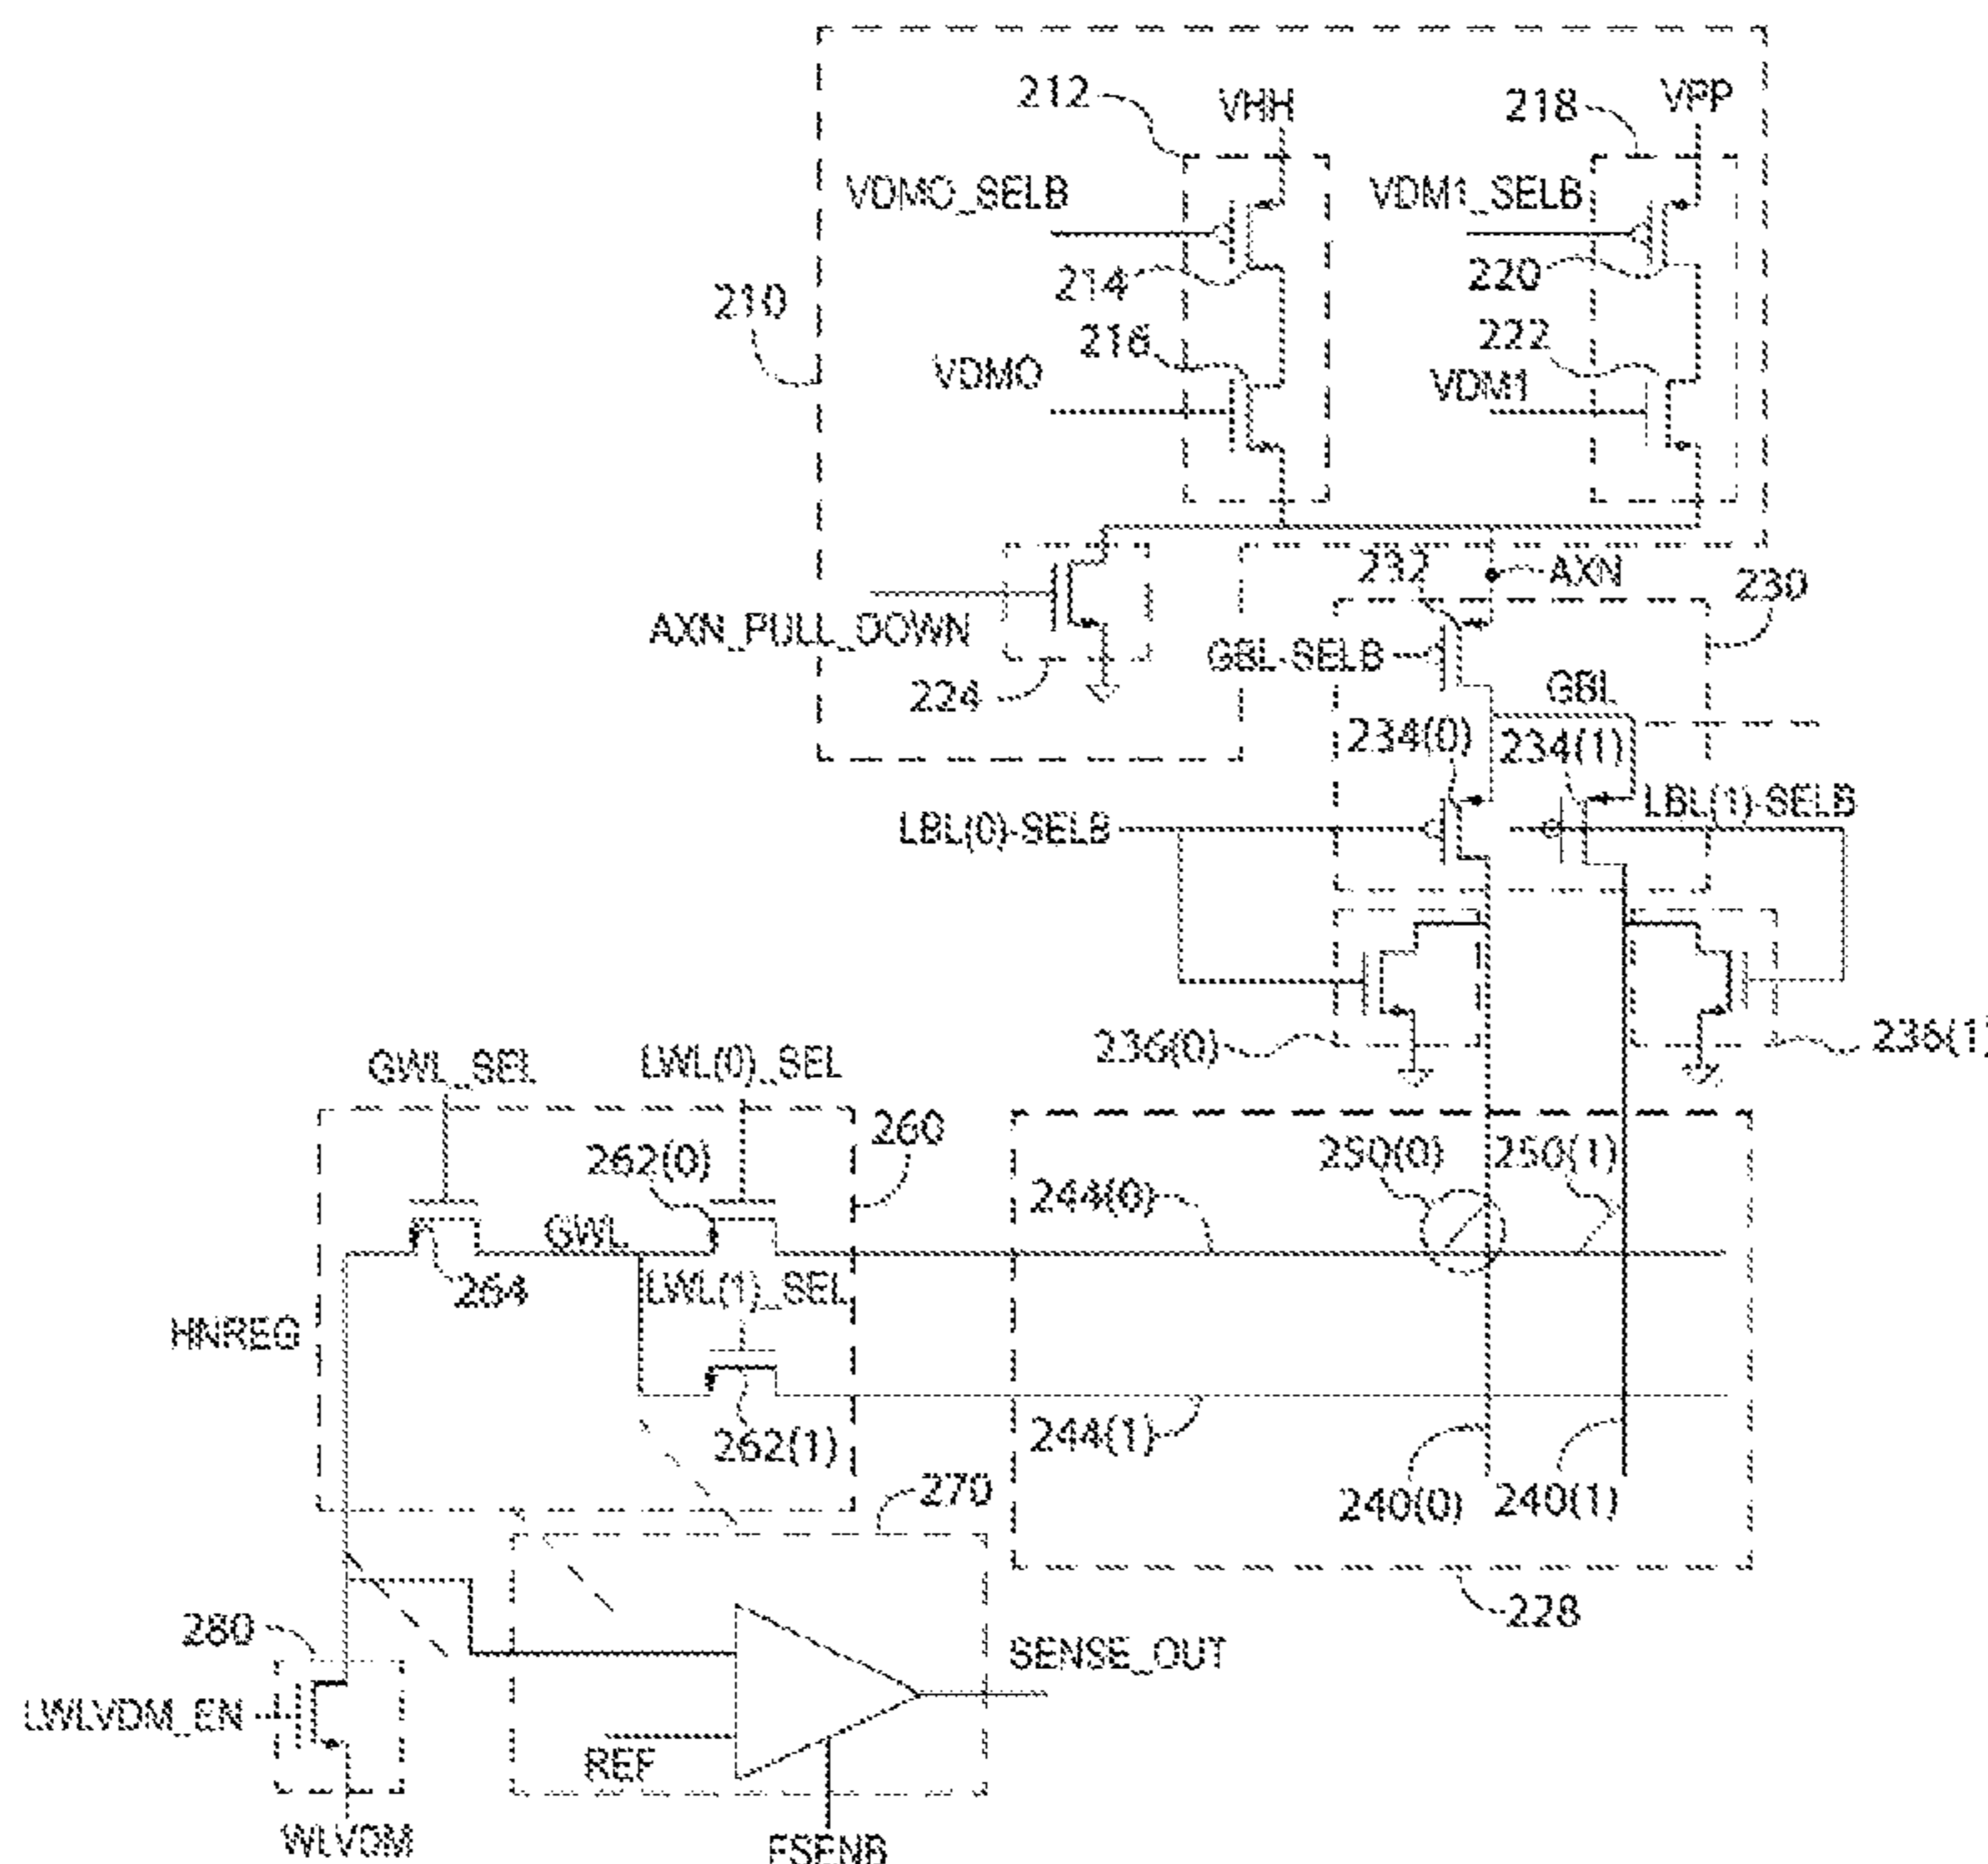 212
VHH
218
VPP
VDM0_SELB
VDM1_SELB
214
220
210
216
222
VDM0
VDM1
232
AXN
230
AXN_PULL_DOWN
GBL-SELB
224
GBL
234(0)
234(1)
LBL(0)-SELB
LBL(1)-SELB
236(0)
236(1)
GWL_SEL
LWL(0)_SEL
260
262(0)
250(0)
250(1)
244(0)
GWL
264
LWL(1)_SEL
HNREG
262(1)
244(1)
270
240(0)
240(1)
280
228
SENSE_OUT
LWLVDM_EN
REF
WLVDM
FSENB